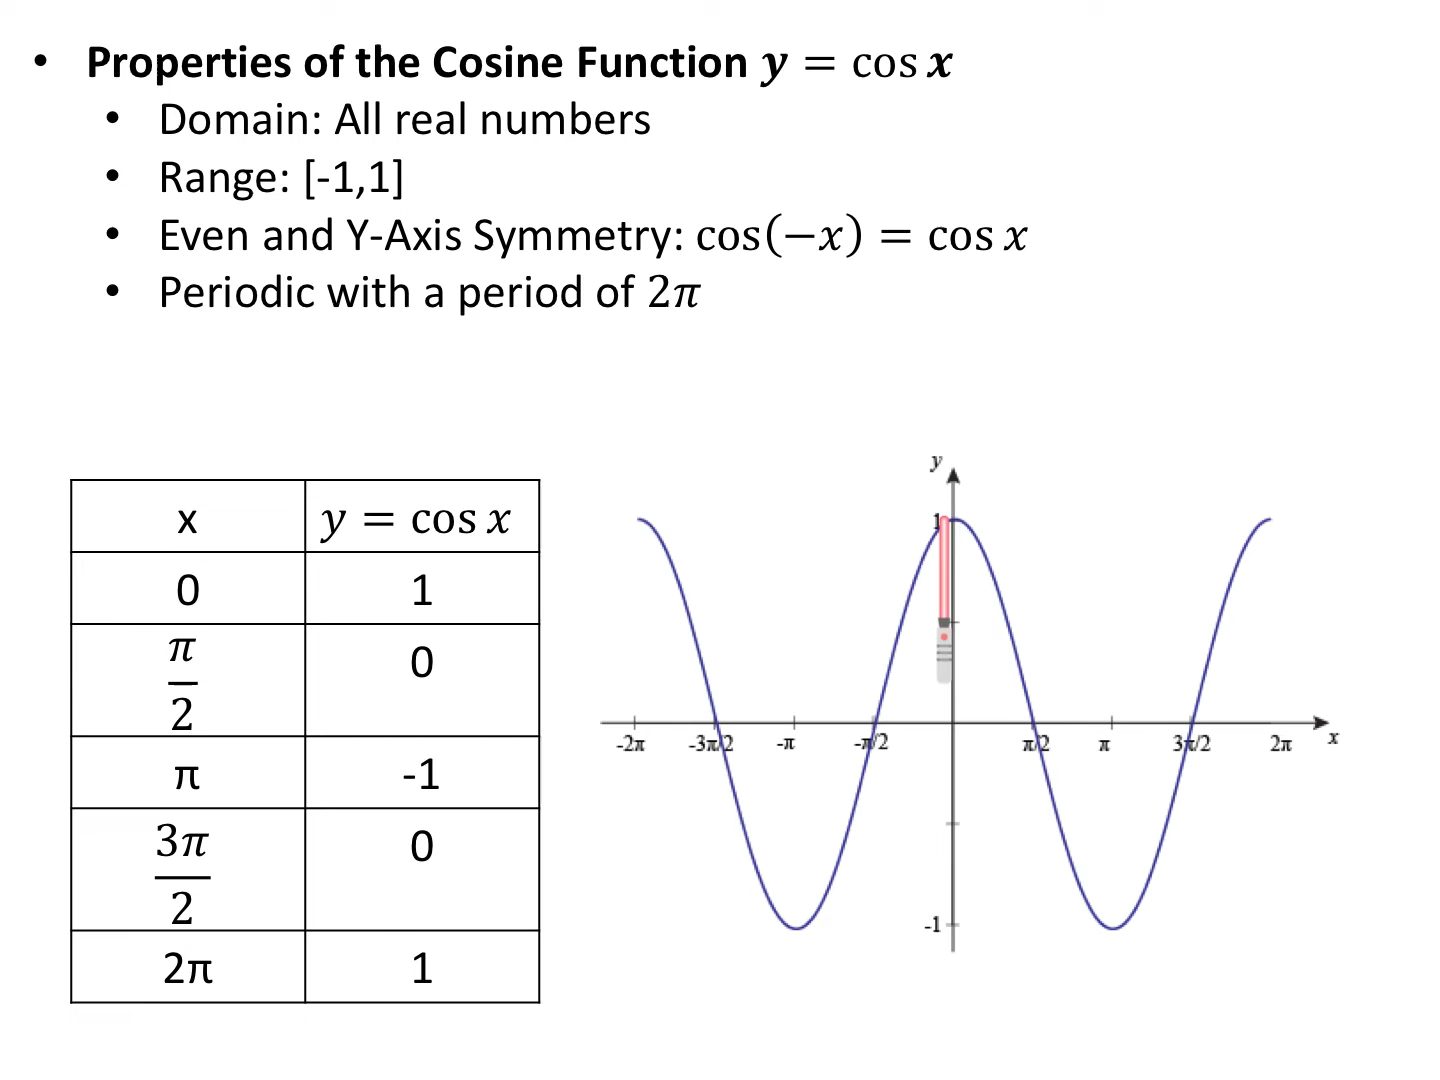 • Properties of the Cosine Function y = cos x
• Domain: All real numbers
• Range: [-1,1]
• Even and Y-Axis Symmetry: cos(−x) = cos x
• Periodic with a period of 2π
x y = cos x
0 1
π/2 0
π -1
3π/2 0
2π 1
y
1
-2π -3π/2 -π -π/2 π/2 π 3π/2 2π x
-1